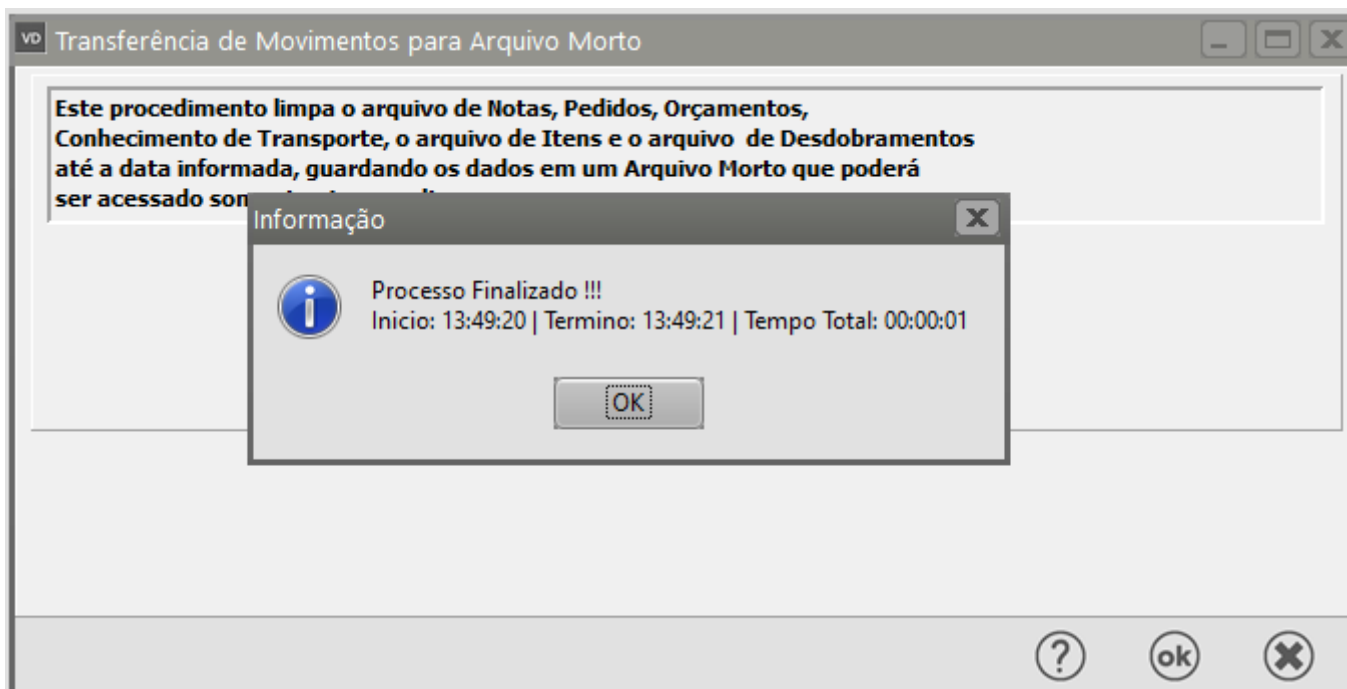 VD Transferência de Movimentos para Arquivo Morto
Este procedimento limpa o arquivo de Notas, Pedidos, Orçamentos,
Conhecimento de Transporte, o arquivo de Itens e o arquivo de Desdobramentos
até a data informada, guardando os dados em um Arquivo Morto que poderá
ser acessado
Informação
Processo Finalizado !!!
Inicio: 13:49:20 | Termino: 13:49:21 | Tempo Total: 00:00:01
OK
? ok